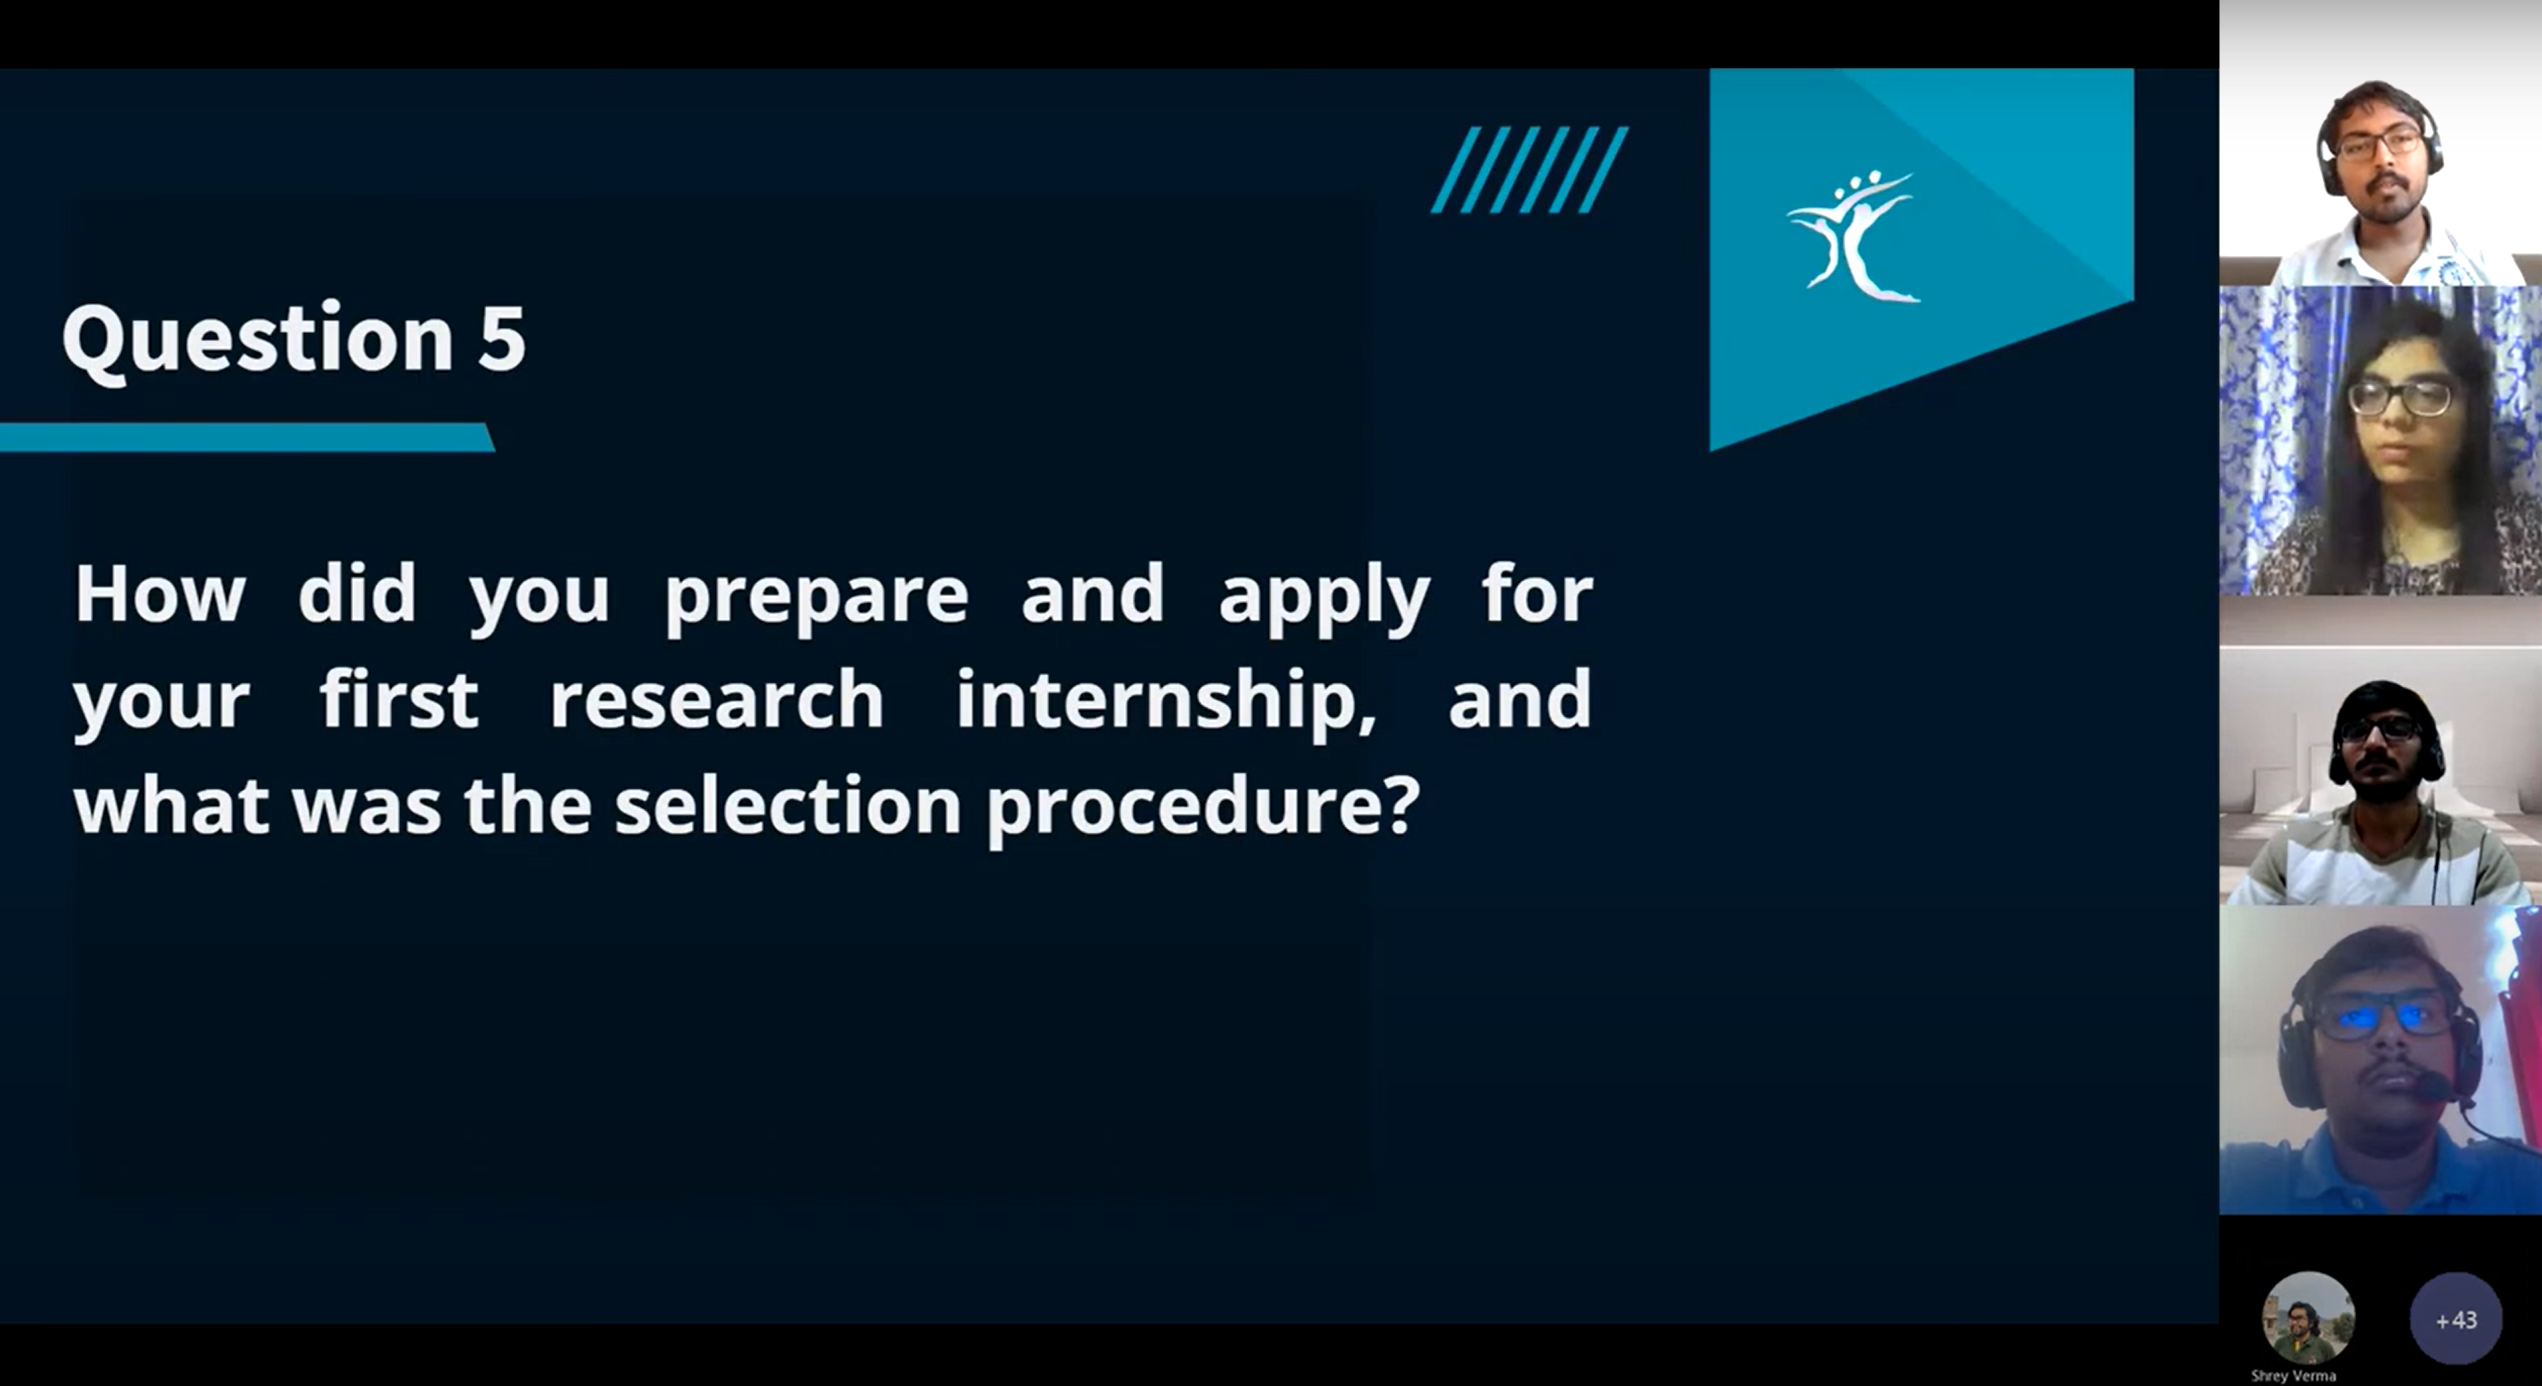 Question 5
How did you prepare and apply for
your first research internship, and
what was the selection procedure?
+43
Shrey Verma